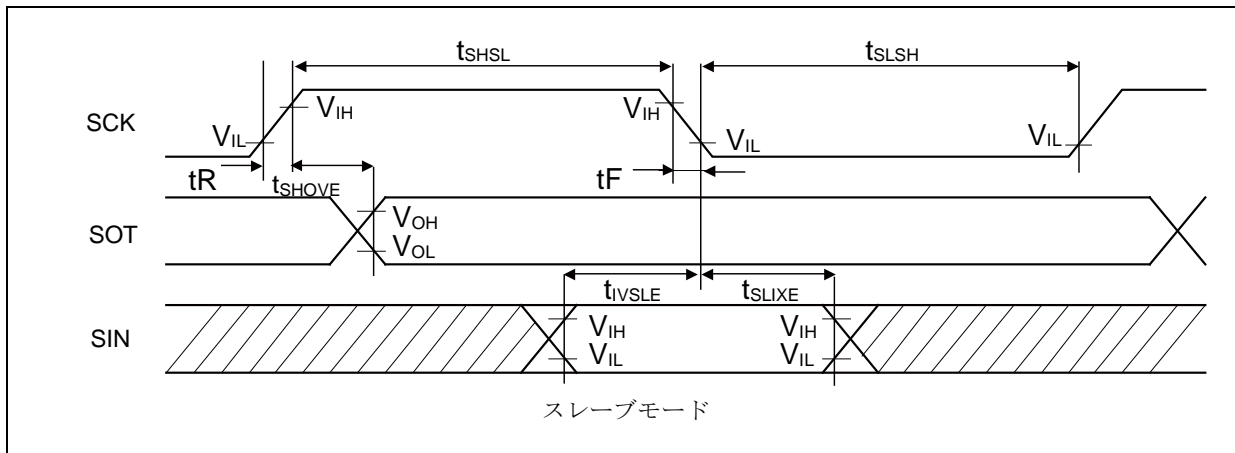 tSHSL
tSLSH
SCK
VIH
VIH
VIL
VIL
VIL
tR
tSHOVE
tF
SOT
VOH
VOL
tIVSLE
tSLIXE
SIN
VIH
VIH
VIL
VIL
スレーブモード